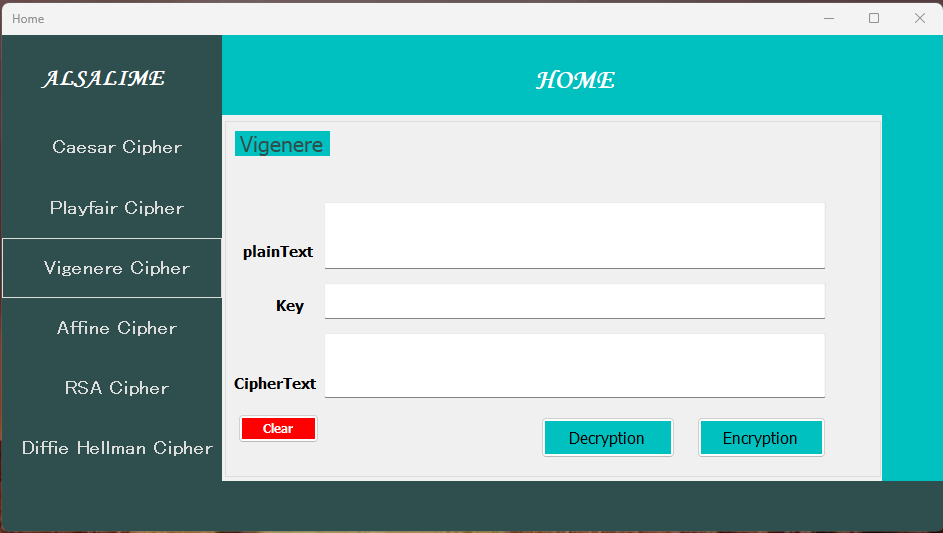 Home
ALSALIME
HOME
Caesar Cipher
Playfair Cipher
Vigenere Cipher
Affine Cipher
RSA Cipher
Diffie Hellman Cipher
Vigenere
plainText
Key
CipherText
Clear
Decryption
Encryption